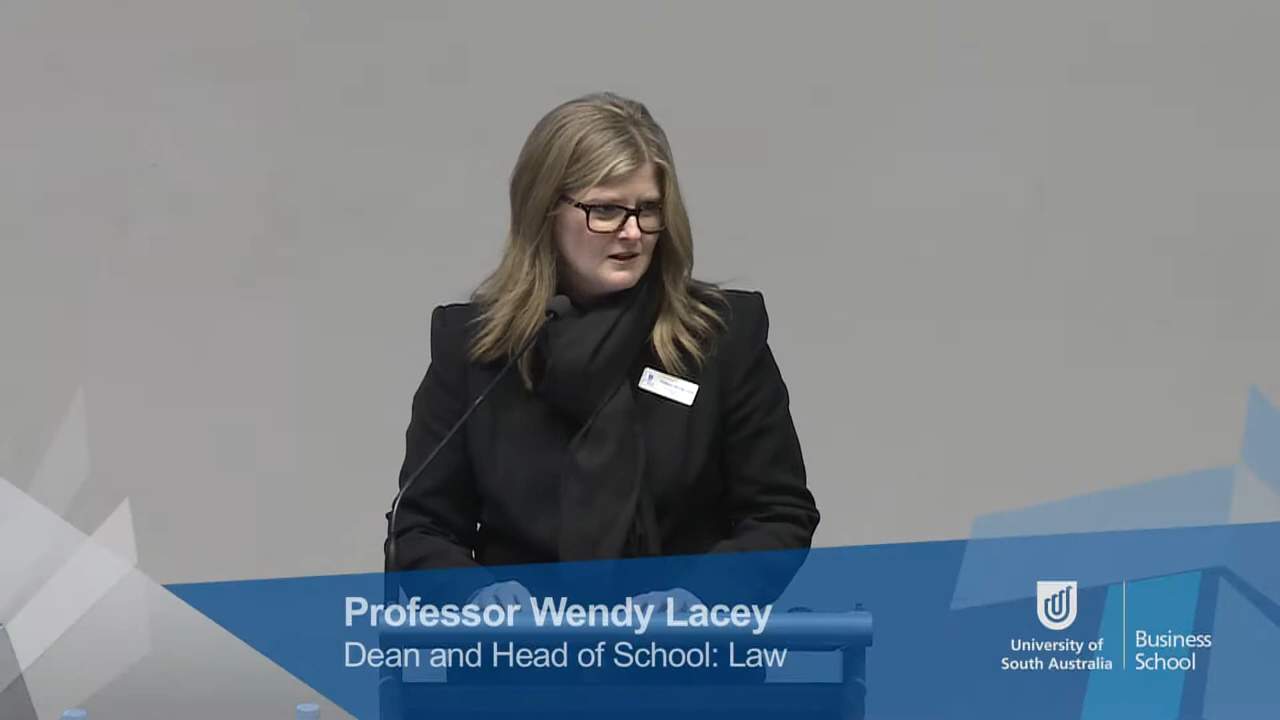 Professor Wendy Lacey
Dean and Head of School: Law
University of
South Australia
Business
School